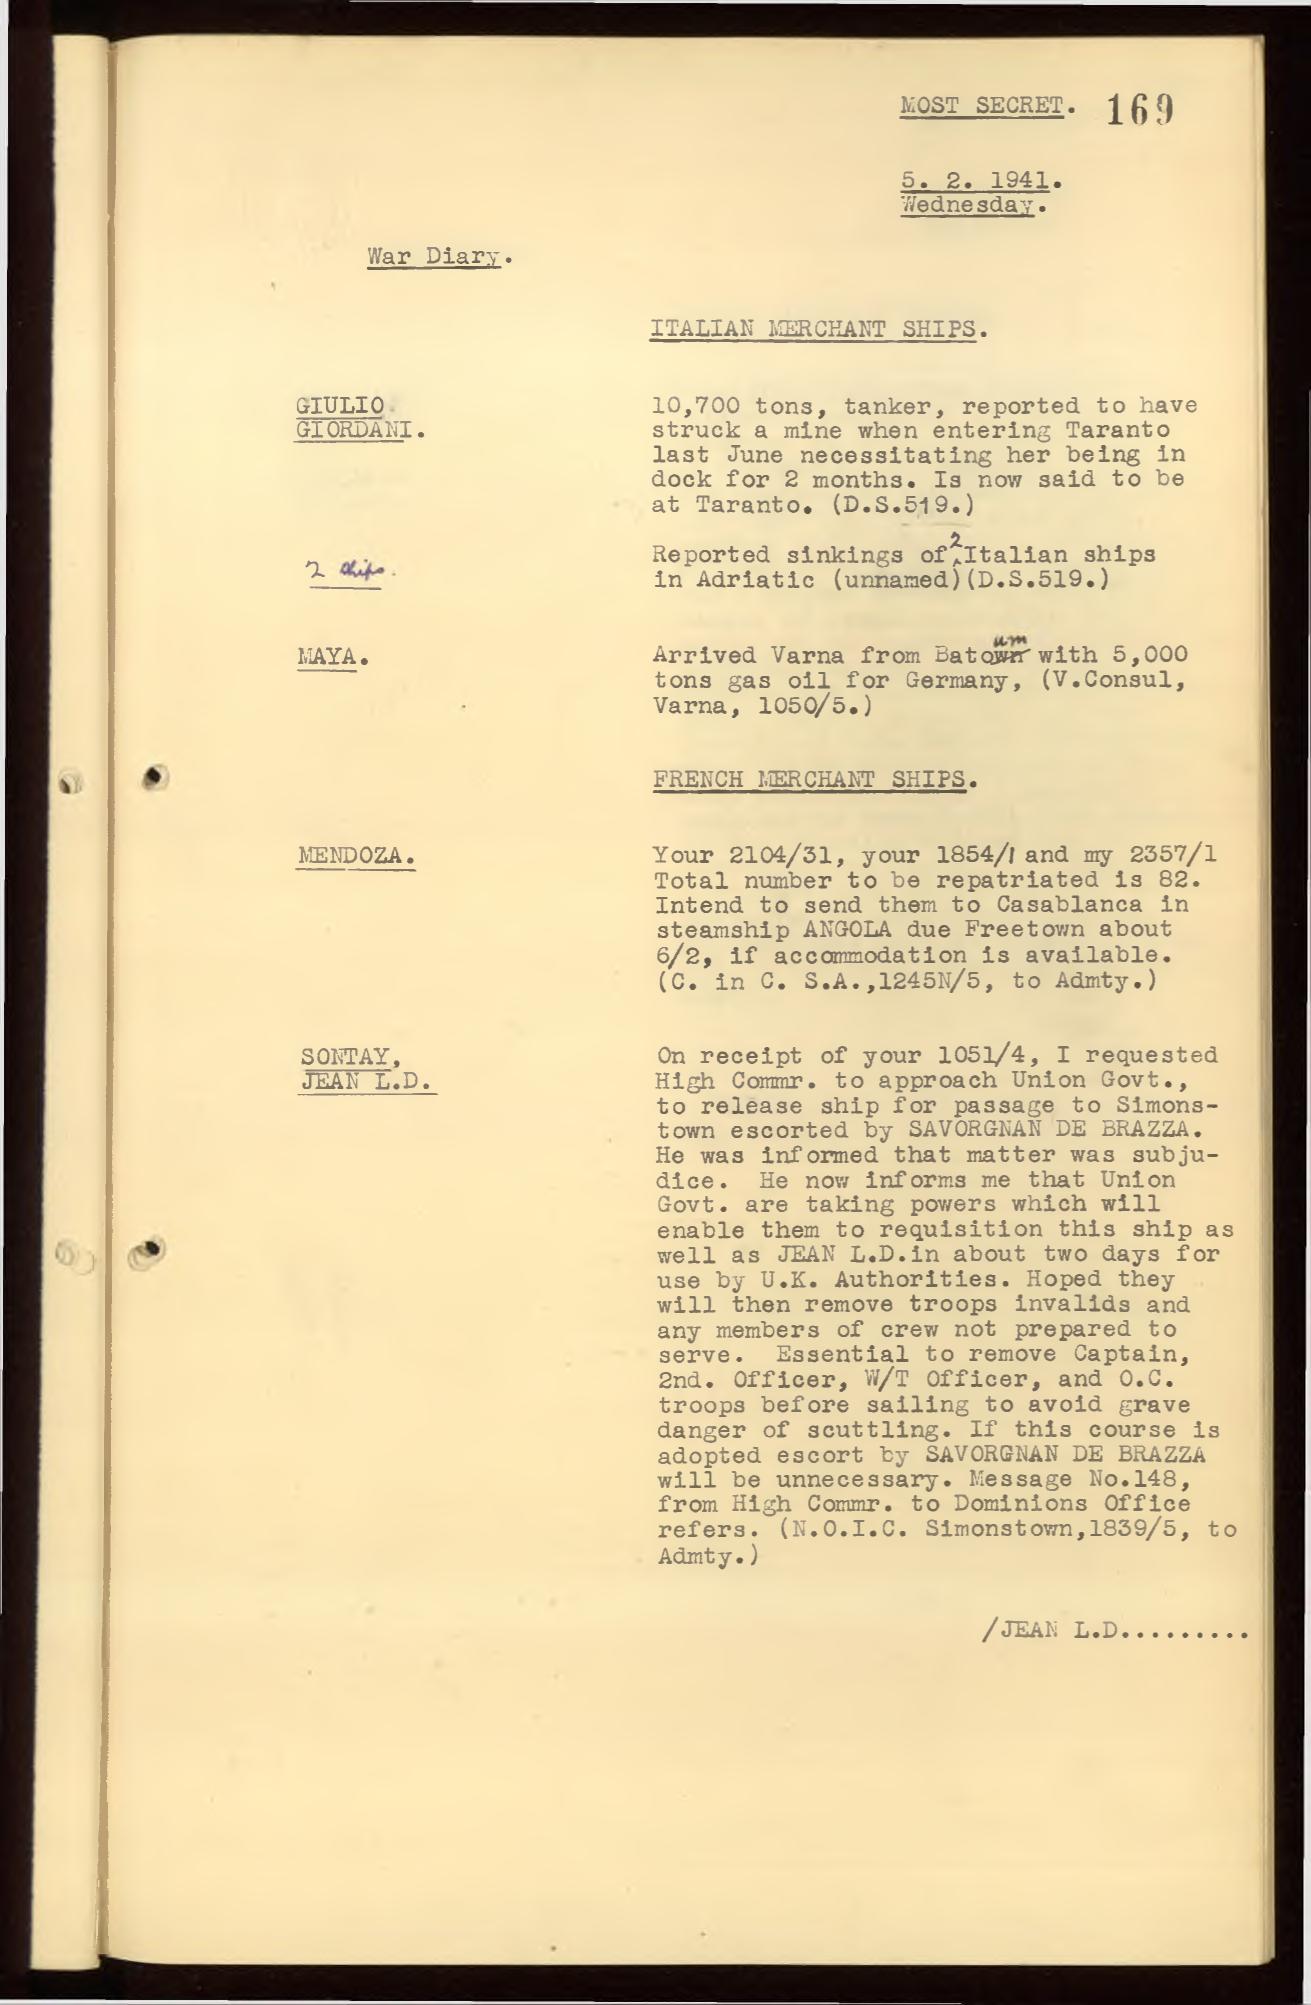 MOST SECRET. 169
5. 2. 1941.
Wednesday.
War Diary.
ITALIAN MERCHANT SHIPS.
GIULIO
GIORDANI.
10,700 tons, tanker, reported to have
struck a mine when entering Taranto
last June necessitating her being in
dock for 2 months. Is now said to be
at Taranto. (D.S.519.)
2 ships.
Reported sinkings of 2 Italian ships
in Adriatic (unnamed)(D.S.519.)
MAYA.
Arrived Varna from Batoum with 5,000
tons gas oil for Germany, (V.Consul,
Varna, 1050/5.)
FRENCH MERCHANT SHIPS.
MENDOZA.
Your 2104/31, your 1854/1 and my 2357/1
Total number to be repatriated is 82.
Intend to send them to Casablanca in
steamship ANGOLA due Freetown about
6/2, if accommodation is available.
(C. in C. S.A.,1245N/5, to Admty.)
SONTAY,
JEAN L.D.
On receipt of your 1051/4, I requested
High Commr. to approach Union Govt.,
to release ship for passage to Simons-
town escorted by SAVORGNAN DE BRAZZA.
He was informed that matter was subju-
dice. He now informs me that Union
Govt. are taking powers which will
enable them to requisition this ship as
well as JEAN L.D.in about two days for
use by U.K. Authorities. Hoped they
will then remove troops invalids and
any members of crew not prepared to
serve. Essential to remove Captain,
2nd. Officer, W/T Officer, and O.C.
troops before sailing to avoid grave
danger of scuttling. If this course is
adopted escort by SAVORGNAN DE BRAZZA
will be unnecessary. Message No.148,
from High Commr. to Dominions Office
refers. (N.O.I.C. Simonstown,1839/5, to
Admty.)
/JEAN L.D.........